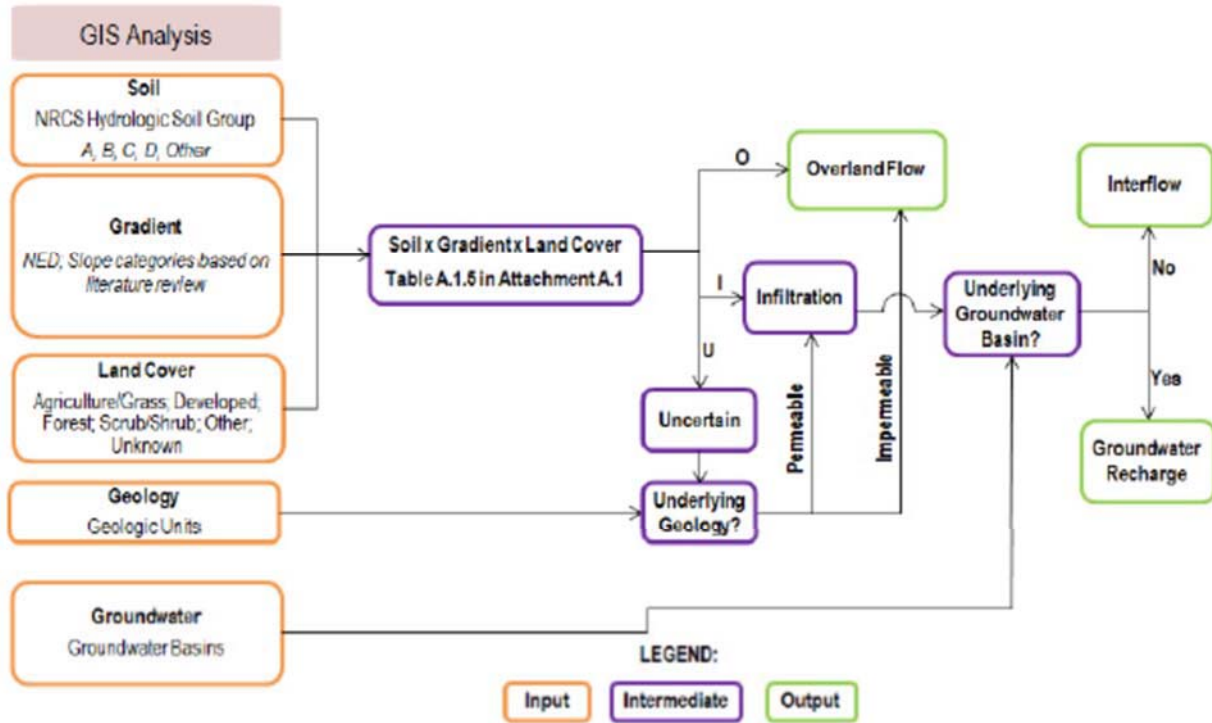 GIS Analysis
Soil
NRCS Hydrologic Soil Group
A, B, C, D, Other
Gradient
NED; Slope categories based on
literature review
Land Cover
Agriculture/Grass; Developed;
Forest; Scrub/Shrub; Other;
Unknown
Geology
Geologic Units
Groundwater
Groundwater Basins
Soil x Gradient x Land Cover
Table A.1.5 in Attachment A.1
O
I
U
Overland Flow
Infiltration
Uncertain
Underlying
Geology?
Permeable
Impermeable
Underlying
Groundwater
Basin?
No
Yes
Interflow
Groundwater
Recharge
LEGEND:
Input
Intermediate
Output